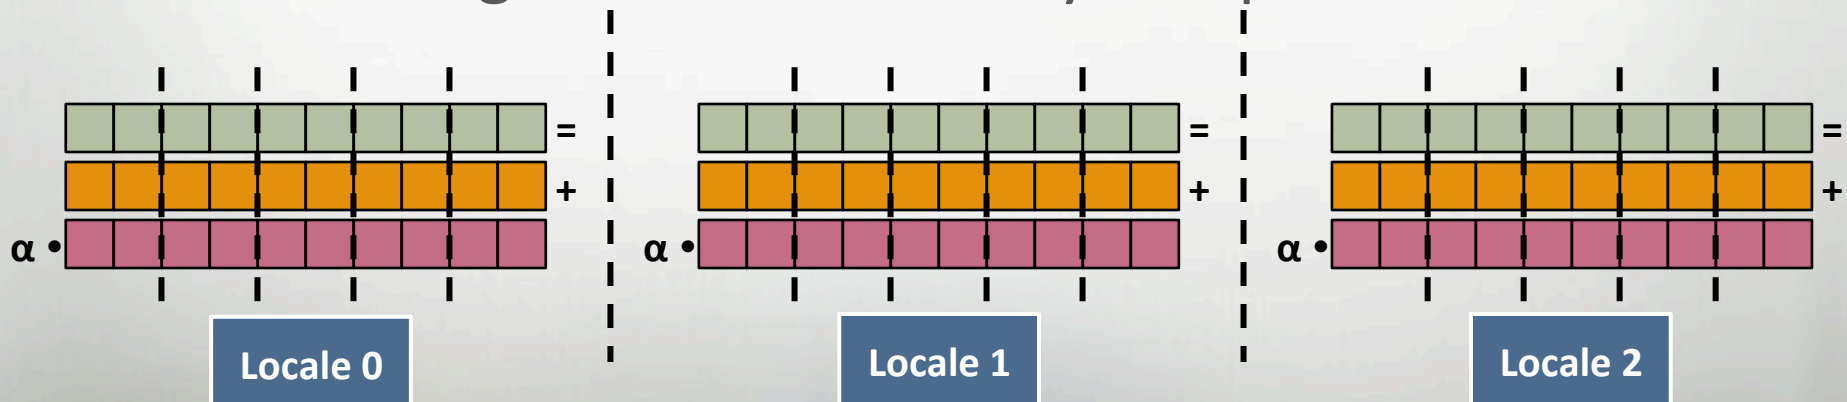 = = =
+ + +
α • α • α •
Locale 0 Locale 1 Locale 2